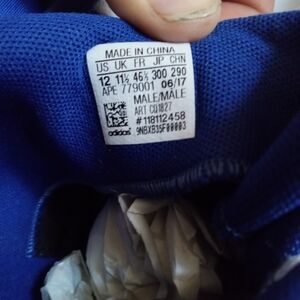 MADE IN CHINA
US UK FR JP CHN
12 11½ 46⅔ 300 290
APE 779001 06/17
MALE/MALE
ART CQ1827
#118112458
adidas 9NBXB35F00003